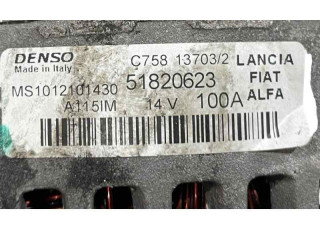 DENSO C758 13703/2 LANCIA
Made in Italy 51820623 FIAT
MS1012101430 ALFA
A115IM 14 V 100A